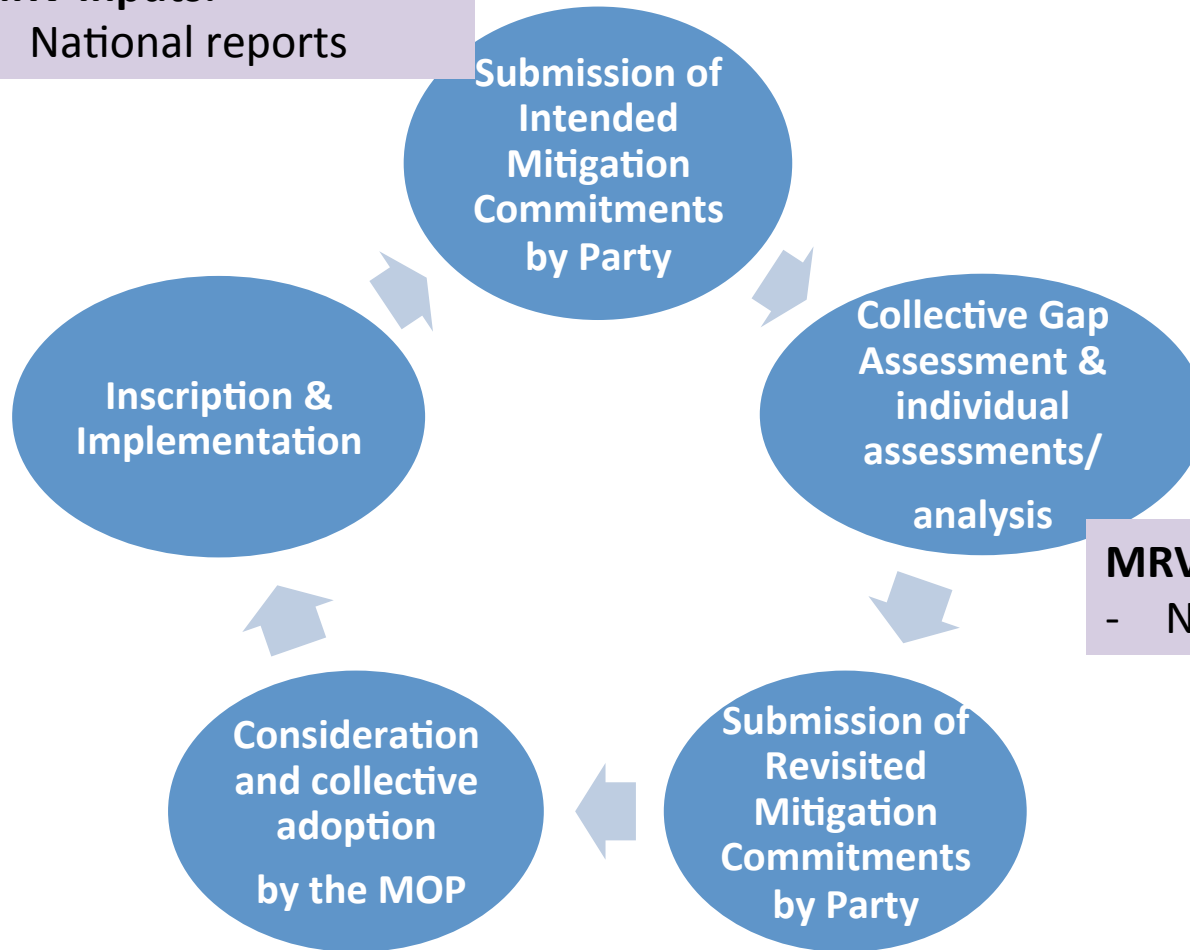 National reports
Submission of
Intended
Mitigation
Commitments
by Party
Collective Gap
Assessment &
individual
assessments/
analysis
MRV
- N
Submission of
Revisited
Mitigation
Commitments
by Party
Consideration
and collective
adoption
by the MOP
Inscription &
Implementation